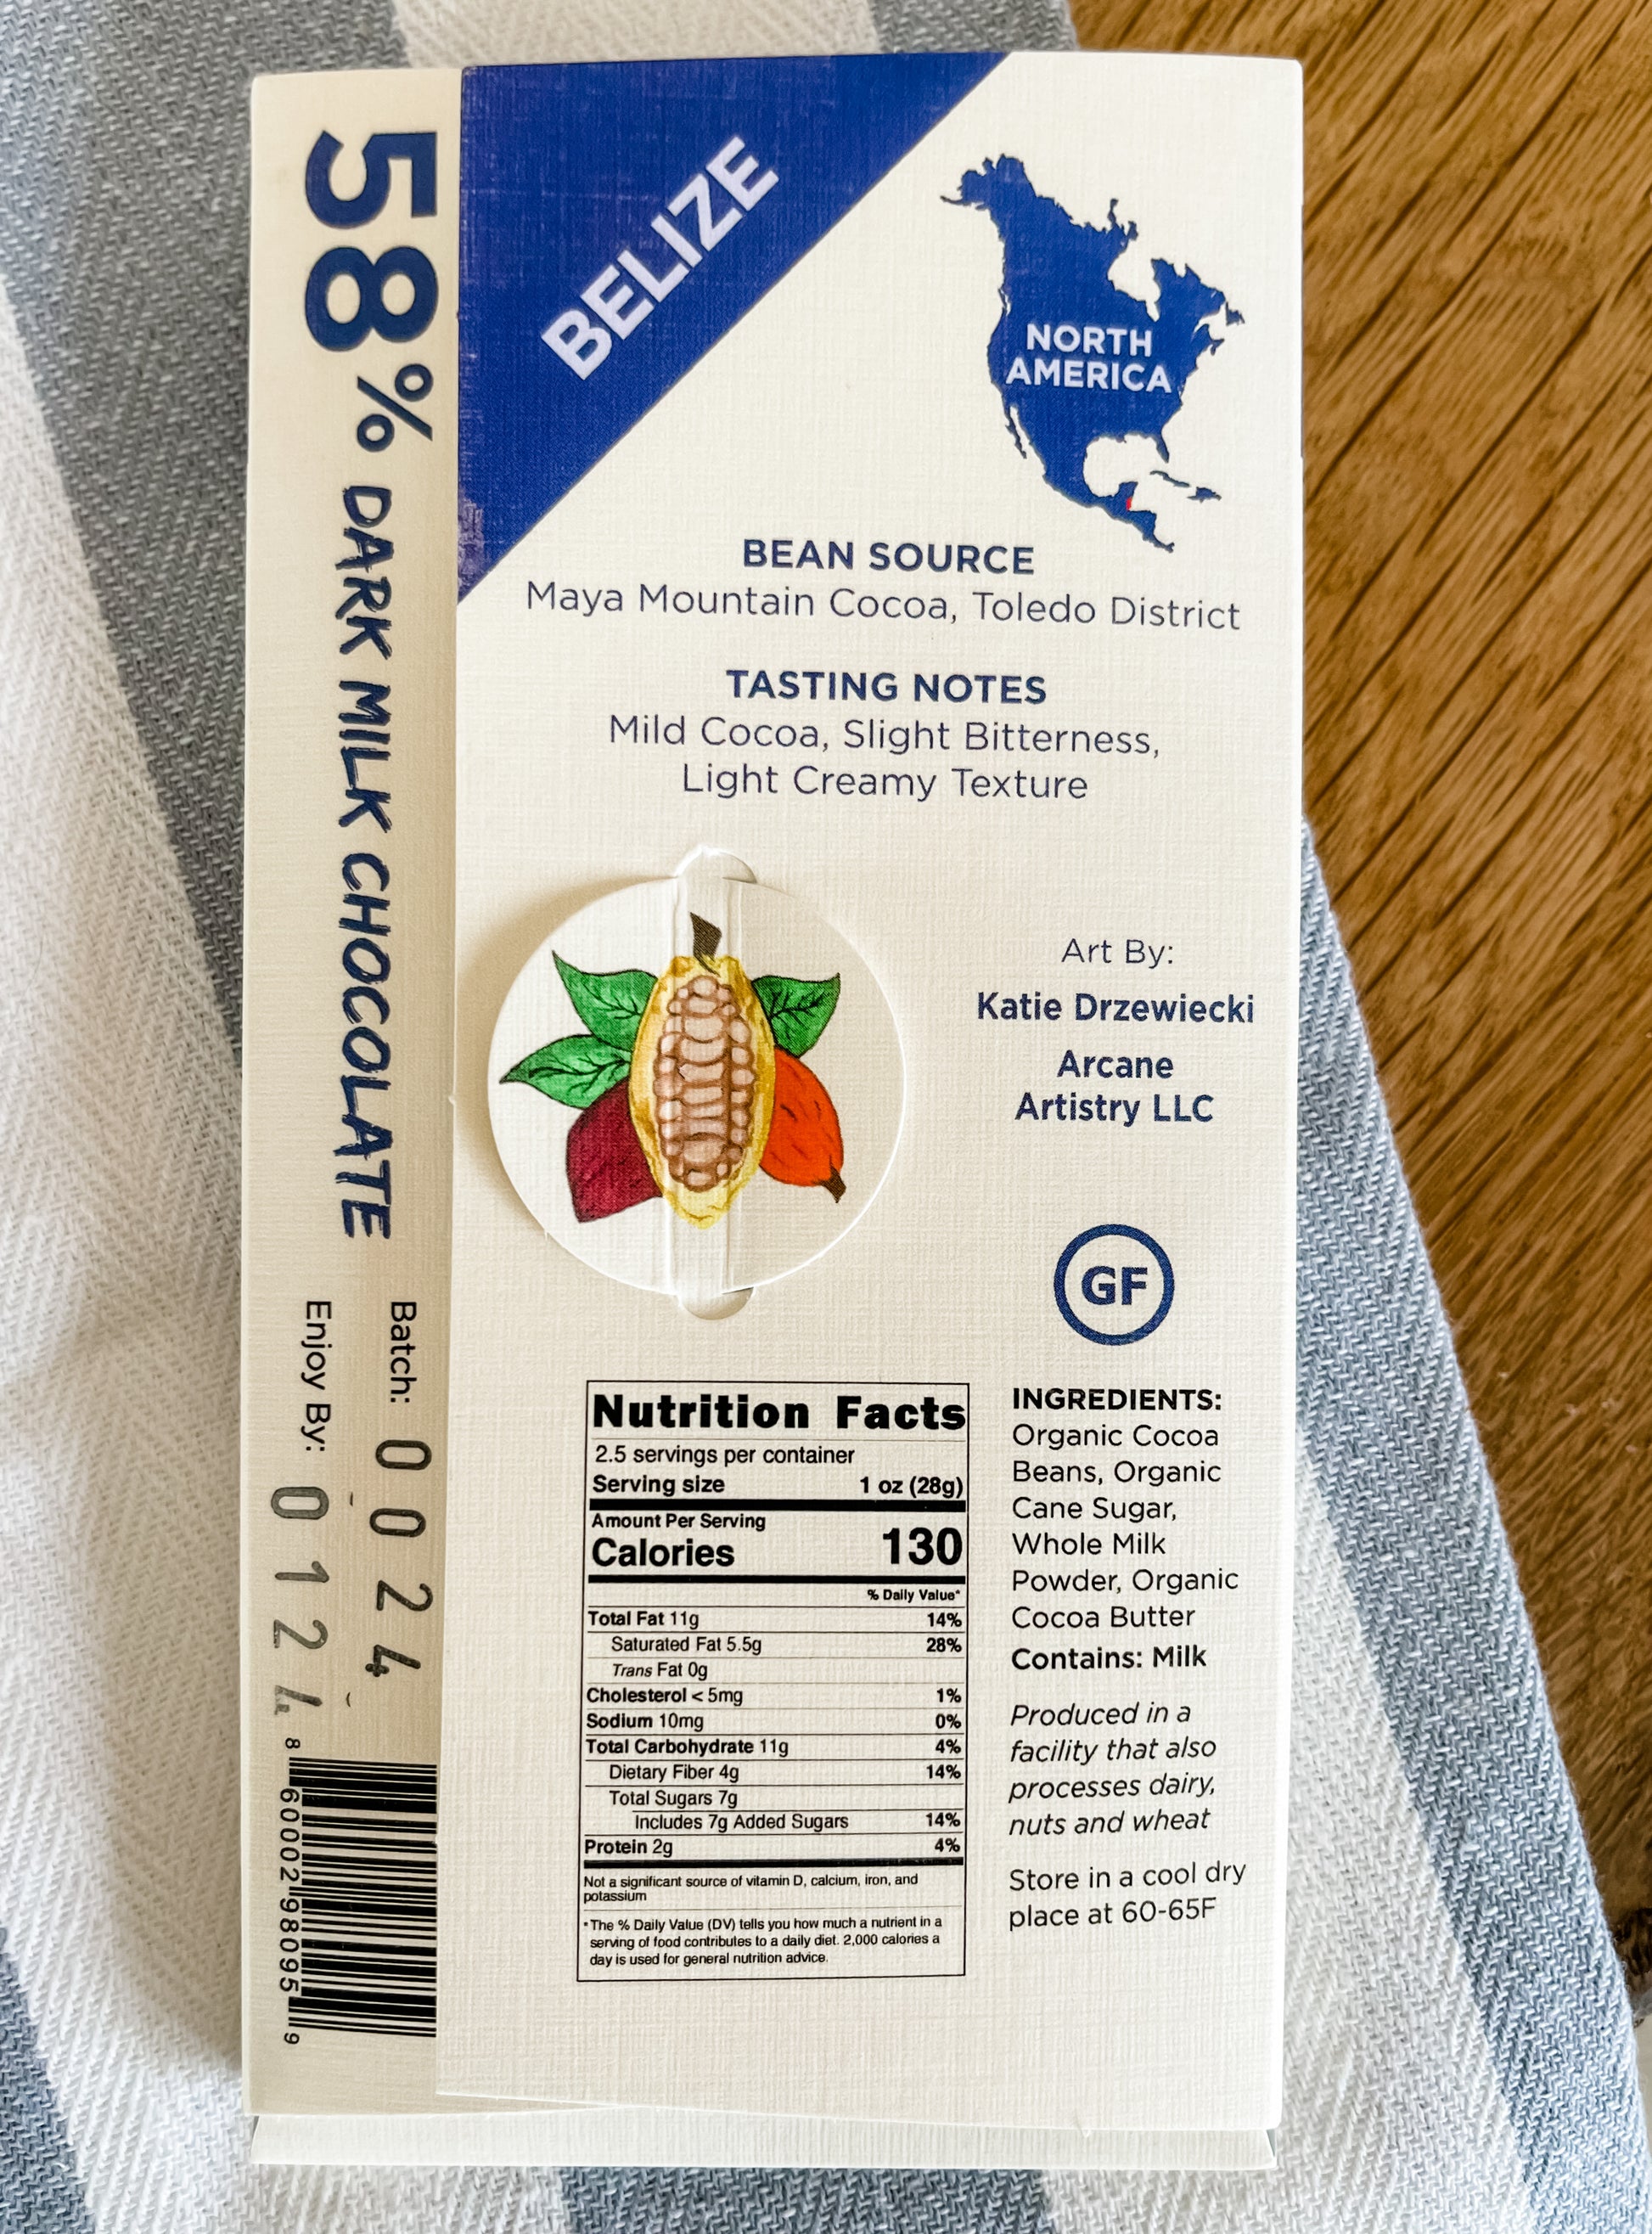 58% DARK MILK CHOCOLATE
Batch: 0024
Enjoy By: 012
8 60002 98095 9
BELIZE
NORTH
AMERICA
BEAN SOURCE
Maya Mountain Cocoa, Toledo District
TASTING NOTES
Mild Cocoa, Slight Bitterness,
Light Creamy Texture
Art By:
Katie Drzewiecki
Arcane
Artistry LLC
GF
Nutrition Facts
2.5 servings per container
Serving size 1 oz (28g)
Amount Per Serving
Calories 130
% Daily Value*
Total Fat 11g 14%
Saturated Fat 5.5g 28%
Trans Fat 0g
Cholesterol < 5mg 1%
Sodium 10mg 0%
Total Carbohydrate 11g 4%
Dietary Fiber 4g 14%
Total Sugars 7g
Includes 7g Added Sugars 14%
Protein 2g 4%
Not a significant source of vitamin D, calcium, iron, and
potassium
*The % Daily Value (DV) tells you how much a nutrient in a
serving of food contributes to a daily diet. 2,000 calories a
day is used for general nutrition advice.
INGREDIENTS:
Organic Cocoa
Beans, Organic
Cane Sugar,
Whole Milk
Powder, Organic
Cocoa Butter
Contains: Milk
Produced in a
facility that also
processes dairy,
nuts and wheat
Store in a cool dry
place at 60-65F